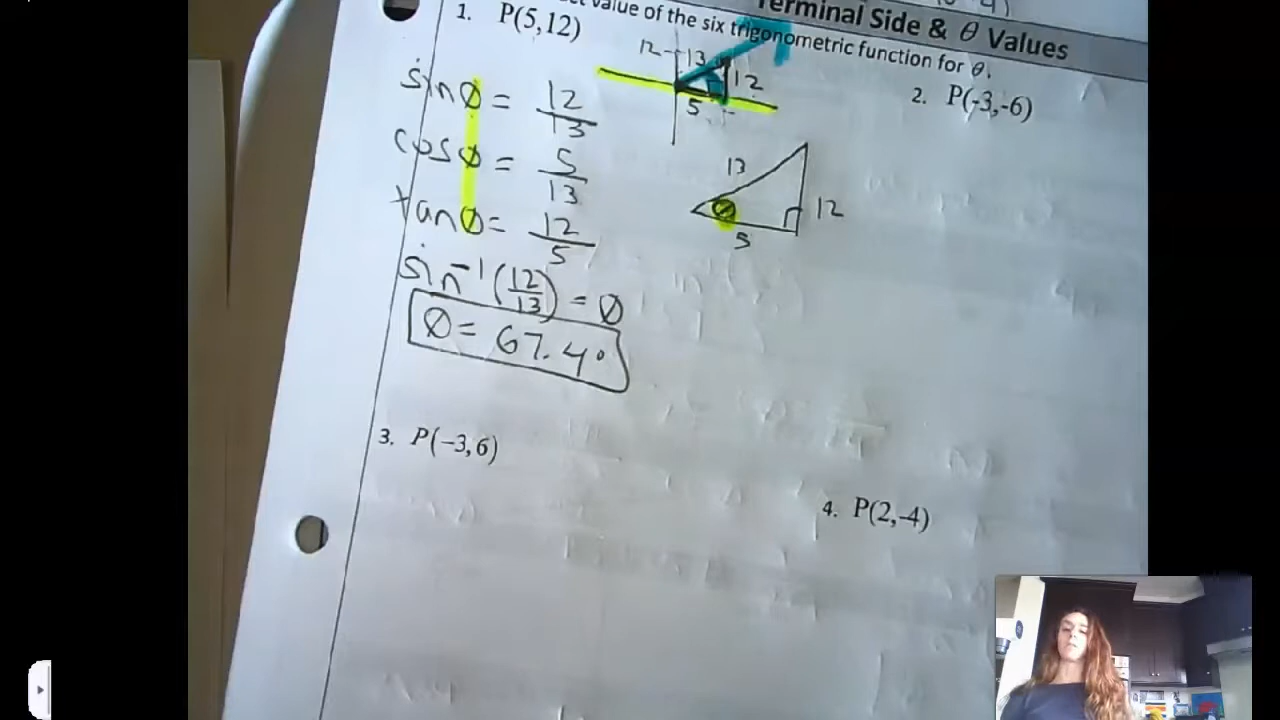 Terminal Side & θ Values
value of the six trigonometric function for θ.
1. P(5,12)
12 13
12
5
2. P(-3,-6)
sinθ = 12/13
cosθ = 5/13
tanθ = 12/5
13
θ
12
5
sin⁻¹(12/13) = θ
θ = 67.4°
3. P(-3,6)
4. P(2,-4)